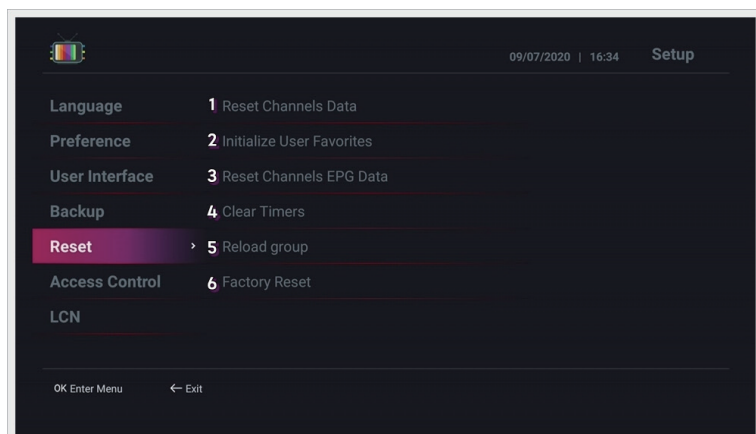 09/07/2020 | 16:34 Setup
Language
Preference
User Interface
Backup
Reset ›
Access Control
LCN
1 Reset Channels Data
2 Initialize User Favorites
3 Reset Channels EPG Data
4 Clear Timers
5 Reload group
6 Factory Reset
OK Enter Menu ← Exit